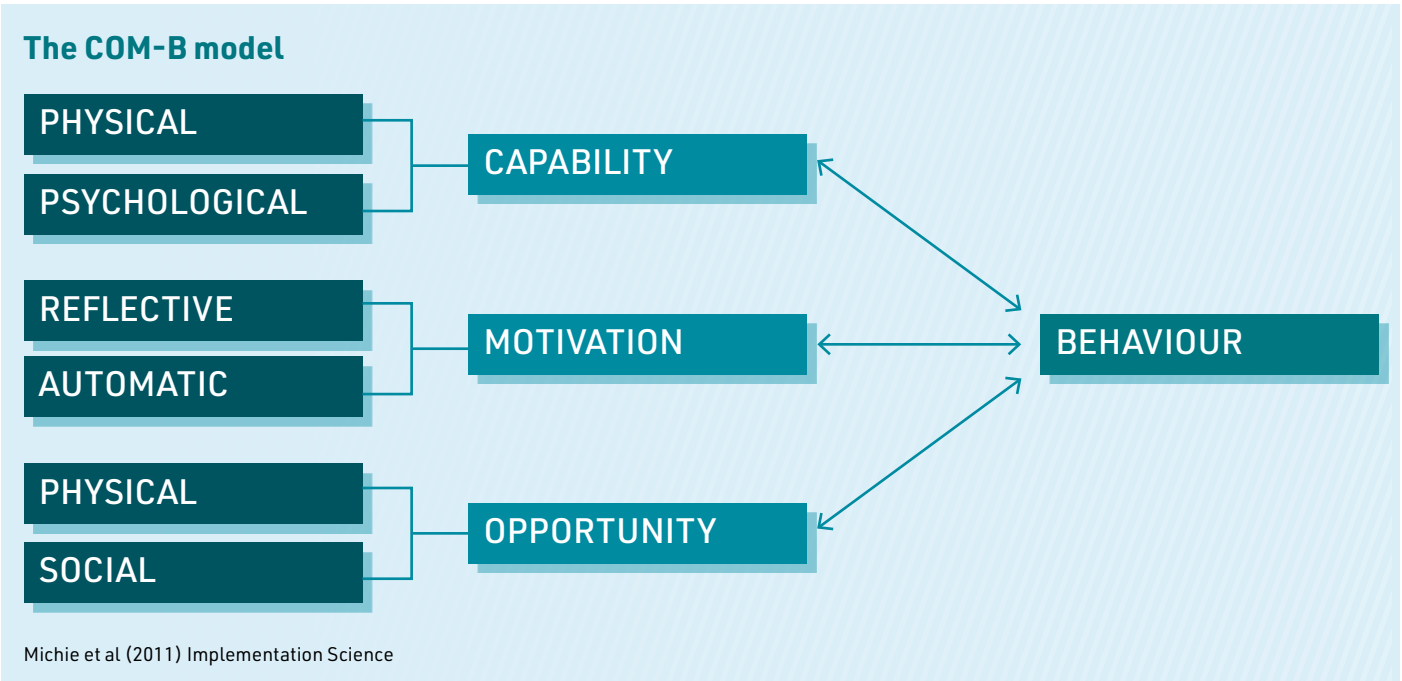 The COM-B model
PHYSICAL
PSYCHOLOGICAL
CAPABILITY
REFLECTIVE
AUTOMATIC
MOTIVATION
BEHAVIOUR
PHYSICAL
SOCIAL
OPPORTUNITY
Michie et al (2011) Implementation Science